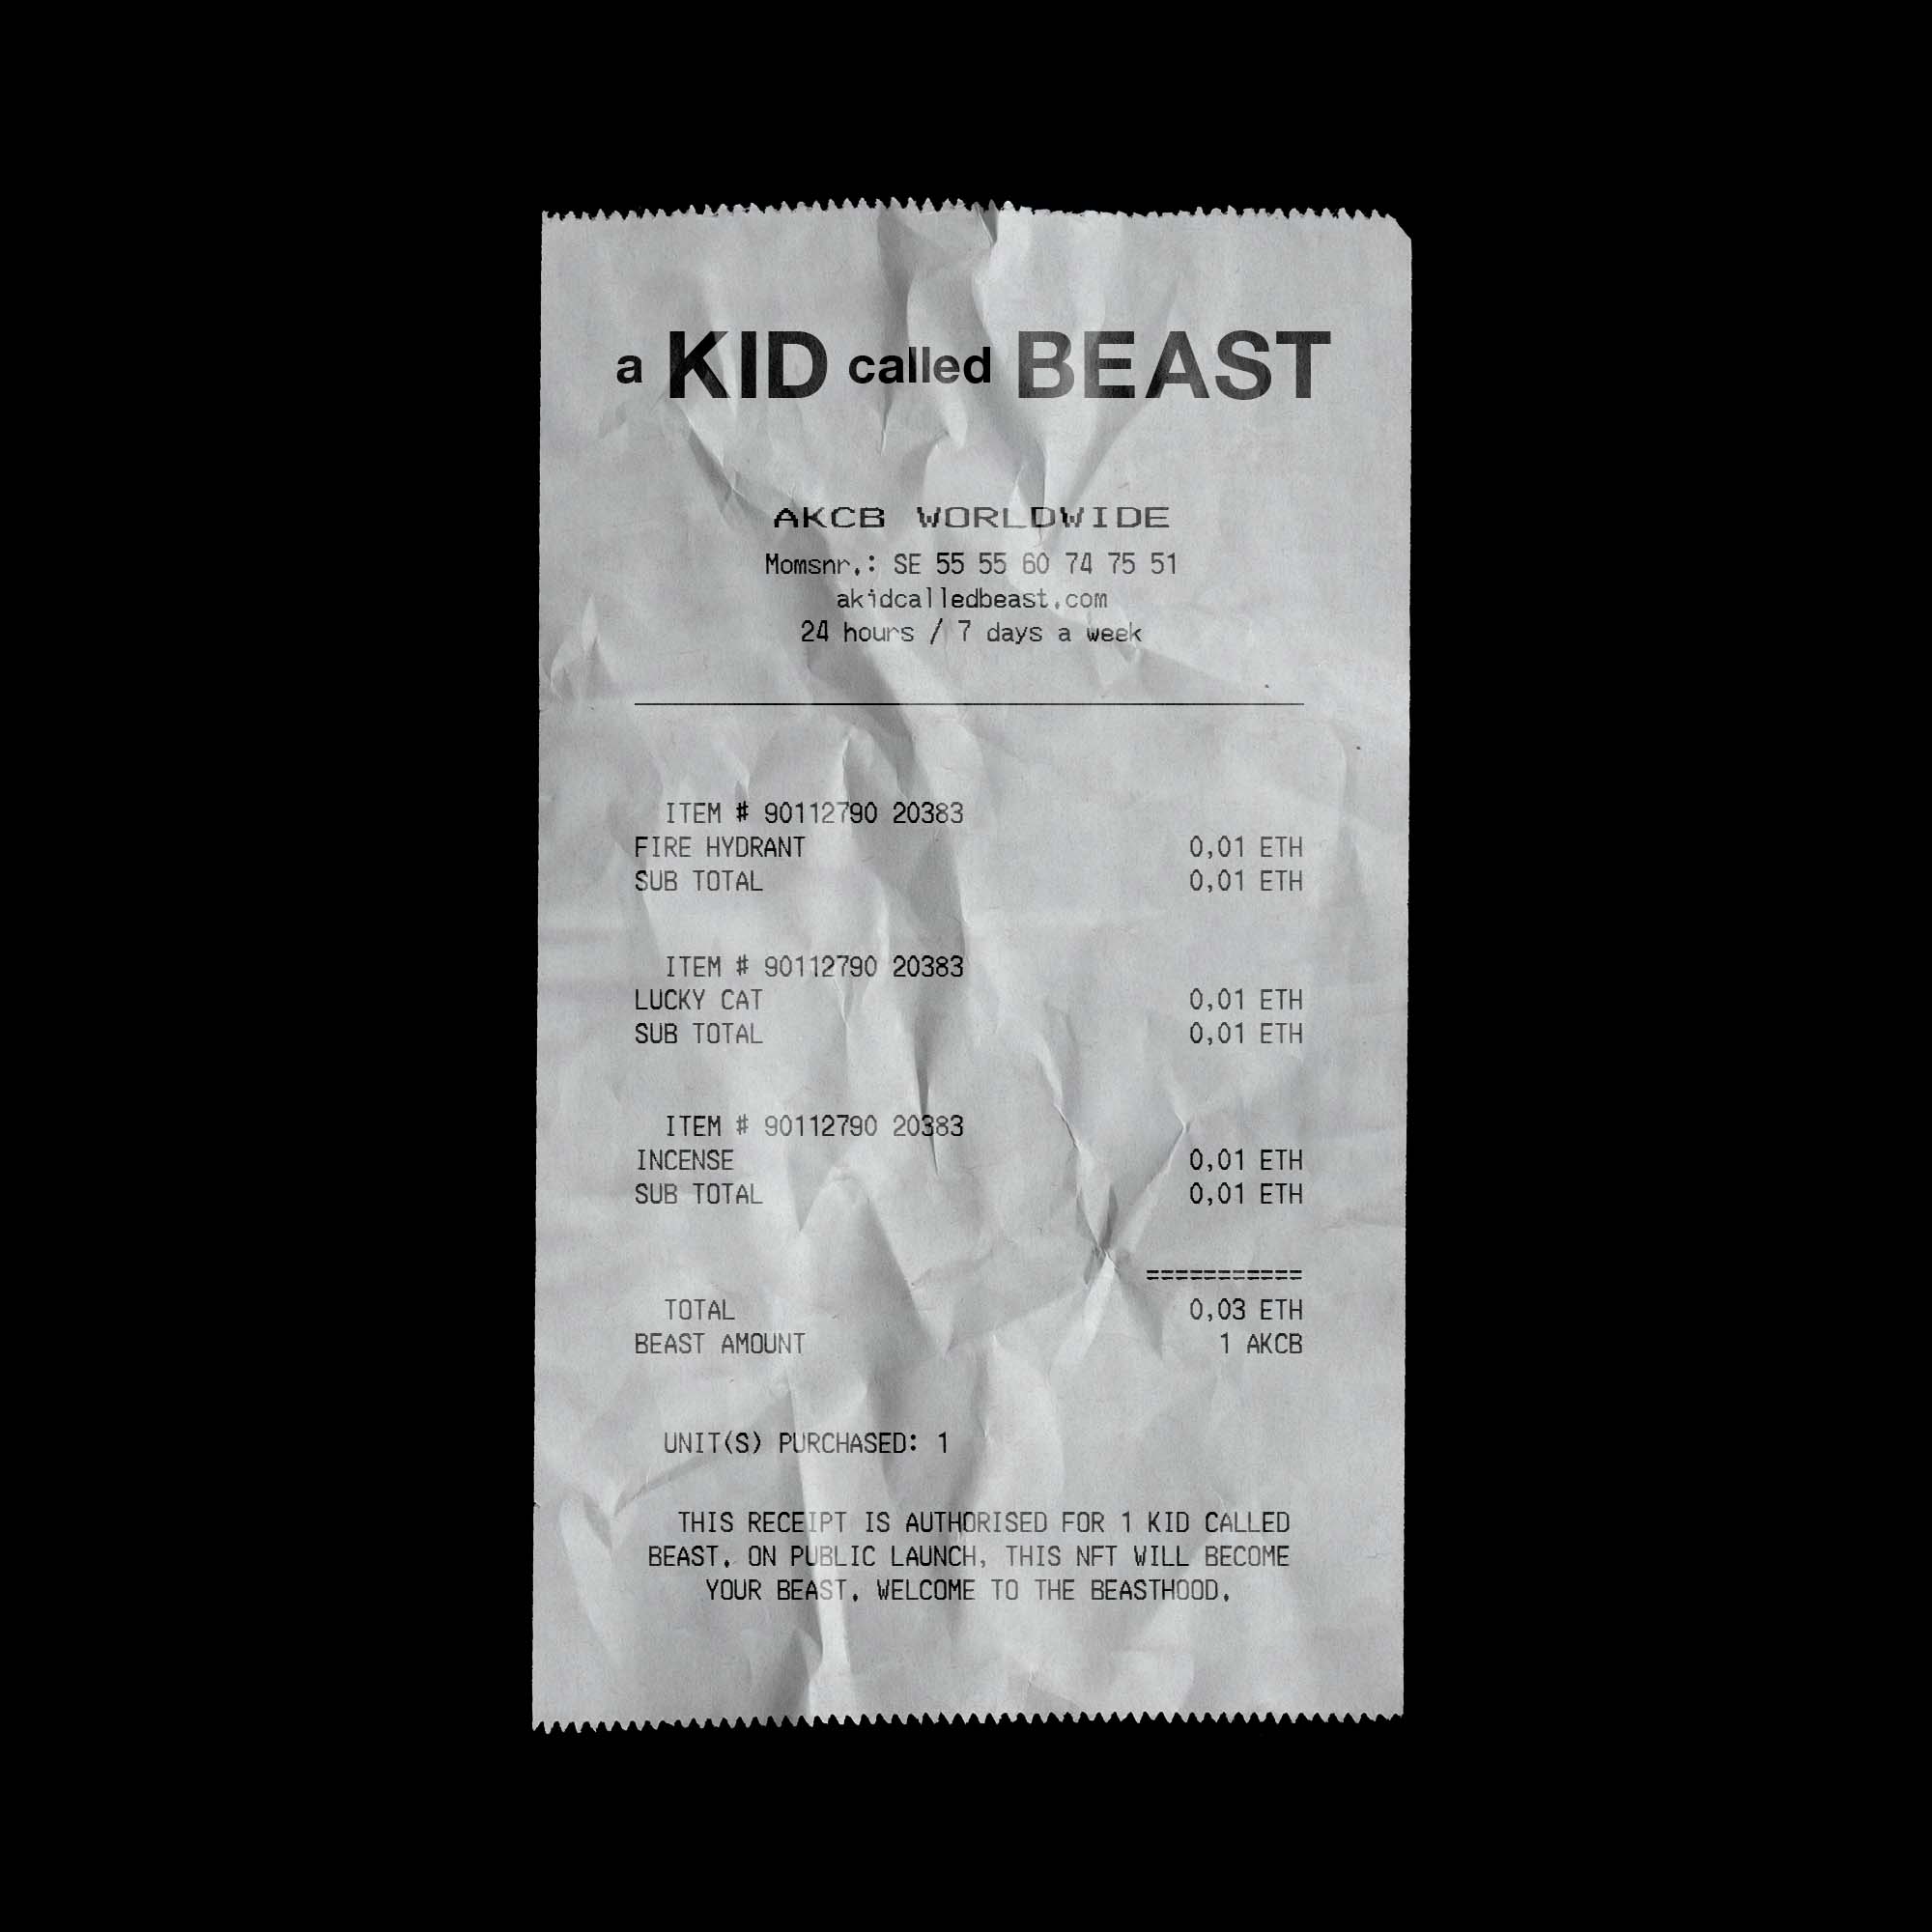 a KID called BEAST
AKCB WORLDWIDE
Momsnr.: SE 55 55 60 74 75 51
akidcalledbeast.com
24 hours / 7 days a week
ITEM # 90112790 20383
FIRE HYDRANT 0,01 ETH
SUB TOTAL 0,01 ETH
ITEM # 90112790 20383
LUCKY CAT 0,01 ETH
SUB TOTAL 0,01 ETH
ITEM # 90112790 20383
INCENSE 0,01 ETH
SUB TOTAL 0,01 ETH
===========
TOTAL 0,03 ETH
BEAST AMOUNT 1 AKCB
UNIT(S) PURCHASED: 1
THIS RECEIPT IS AUTHORISED FOR 1 KID CALLED
BEAST. ON PUBLIC LAUNCH, THIS NFT WILL BECOME
YOUR BEAST. WELCOME TO THE BEASTHOOD.